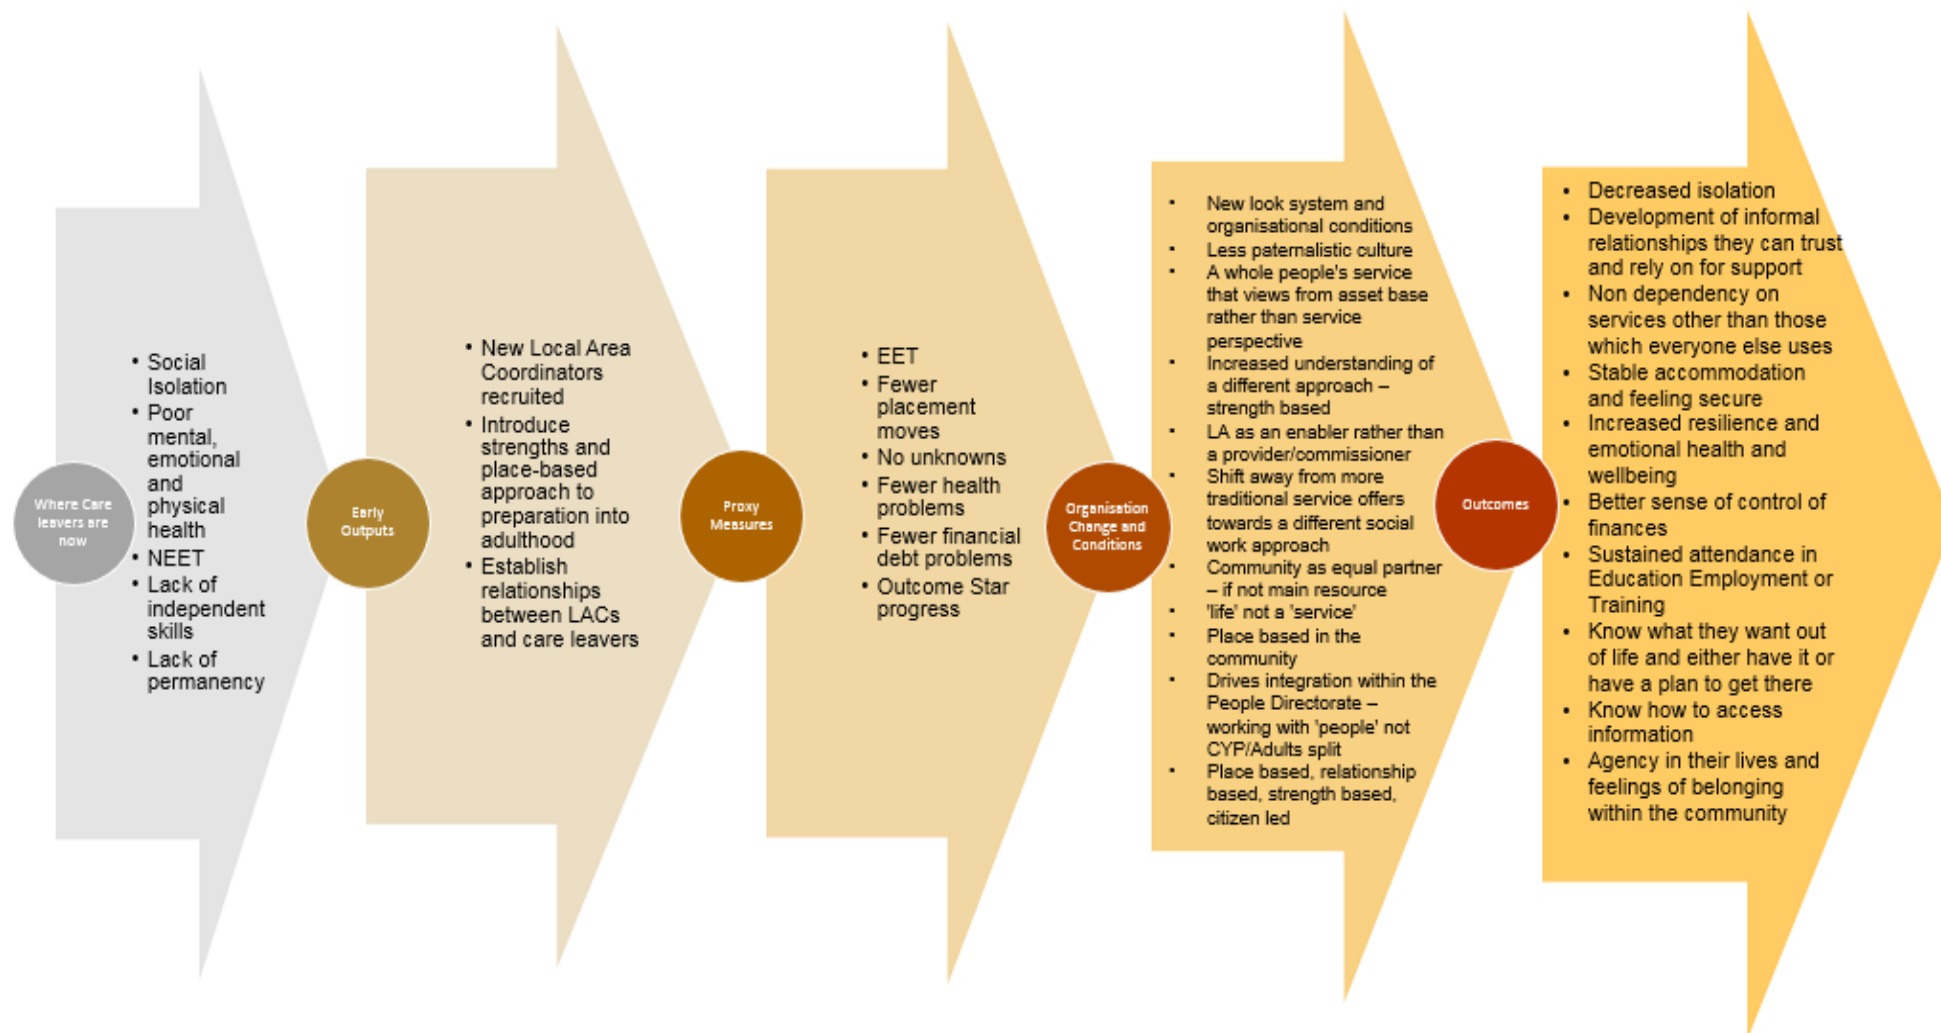 Where Care
leavers are
now
• Social
Isolation
• Poor
mental,
emotional
and
physical
health
• NEET
• Lack of
independent
skills
• Lack of
permanency
Early
Outputs
• New Local Area
Coordinators
recruited
• Introduce
strengths and
place-based
approach to
preparation into
adulthood
• Establish
relationships
between LACs
and care leavers
Proxy
Measures
• EET
• Fewer
placement
moves
• No unknowns
• Fewer health
problems
• Fewer financial
debt problems
• Outcome Star
progress
Organisation
Change and
Conditions
• New look system and
organisational conditions
• Less paternalistic culture
• A whole people's service
that views from asset base
rather than service
perspective
• Increased understanding of
a different approach –
strength based
• LA as an enabler rather than
a provider/commissioner
• Shift away from more
traditional service offers
towards a different social
work approach
• Community as equal partner
– if not main resource
• 'life' not a 'service'
• Place based in the
community
• Drives integration within the
People Directorate –
working with 'people' not
CYP/Adults split
• Place based, relationship
based, strength based,
citizen led
Outcomes
• Decreased isolation
• Development of informal
relationships they can trust
and rely on for support
• Non dependency on
services other than those
which everyone else uses
• Stable accommodation
and feeling secure
• Increased resilience and
emotional health and
wellbeing
• Better sense of control of
finances
• Sustained attendance in
Education Employment or
Training
• Know what they want out
of life and either have it or
have a plan to get there
• Know how to access
information
• Agency in their lives and
feelings of belonging
within the community